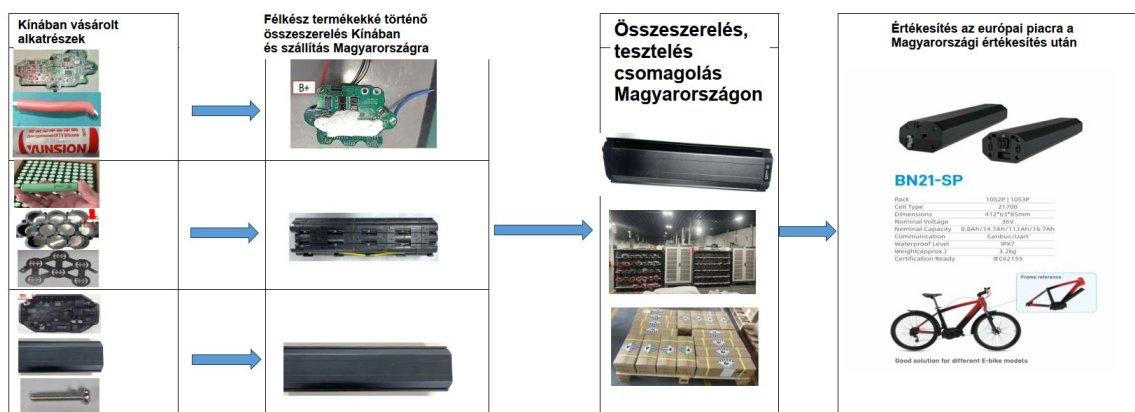 Kínában vásárolt
alkatrészek
Félkész termékekké történő
összeszerelés Kínában
és szállítás Magyarországra
Összeszerelés,
tesztelés
csomagolás
Magyarországon
Értékesítés az európai piacra a
Magyarországi értékesítés után
B+
BN21-SP
Pack 10S2P | 10S3P
Cell Type 21700
Dimensions 412*63*85mm
Nominal Voltage 36V
Nominal Capacity 9.8Ah/14.7Ah/11.1Ah/16.7Ah
Communication Canbus/Uart
Waterproof Level IPX7
Weight(approx.) 3.2kg
Certification Ready IEC62133
Frame reference
Good solution for different E-bike models